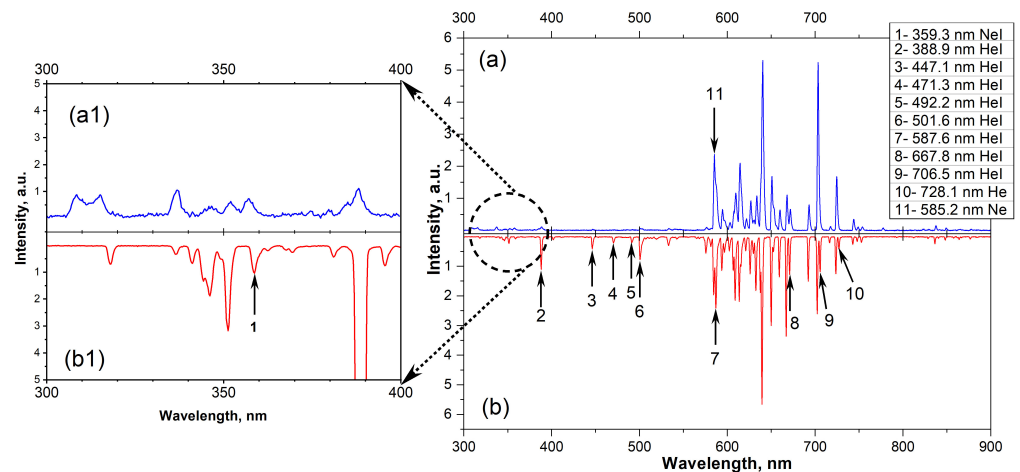 300 400 500 600 700
(a)
6
5
4
3
2
1
11
Intensity, a.u.
1
2
3
4
5
6
2
3
4
5
6
7
8
9
10
(b)
300 400 500 600 700 800 900
Wavelength, nm
1- 359.3 nm NeI
2- 388.9 nm HeI
3- 447.1 nm HeI
4- 471.3 nm HeI
5- 492.2 nm HeI
6- 501.6 nm HeI
7- 587.6 nm HeI
8- 667.8 nm HeI
9- 706.5 nm HeI
10- 728.1 nm He
11- 585.2 nm Ne
300 350 400
(a1)
5
4
3
2
1
Intensity, a.u.
1
2
3
4
5
1
(b1)
300 350 400
Wavelength, nm